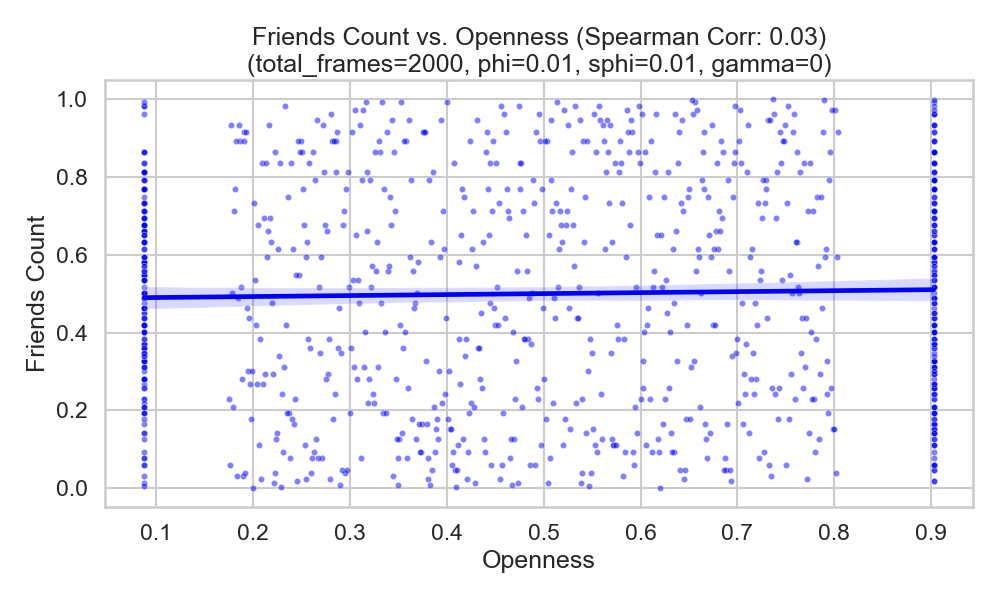 Friends Count vs. Openness (Spearman Corr: 0.03)
(total_frames=2000, phi=0.01, sphi=0.01, gamma=0)
1.0
0.8
0.6
0.4
0.2
0.0
Friends Count
0.1 0.2 0.3 0.4 0.5 0.6 0.7 0.8 0.9
Openness